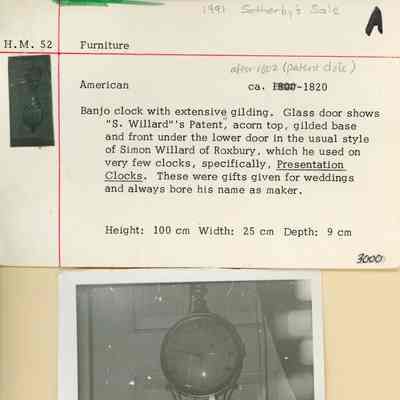 1991 Sotheby's Sale
A
H.M. 52 Furniture
after 1802 (patent date)
American ca. 1800-1820
Banjo clock with extensive gilding. Glass door shows
"S. Willard"'s Patent, acorn top, gilded base
and front under the lower door in the usual style
of Simon Willard of Roxbury, which he used on
very few clocks, specifically, Presentation
Clocks. These were gifts given for weddings
and always bore his name as maker.
Height: 100 cm Width: 25 cm Depth: 9 cm
3000